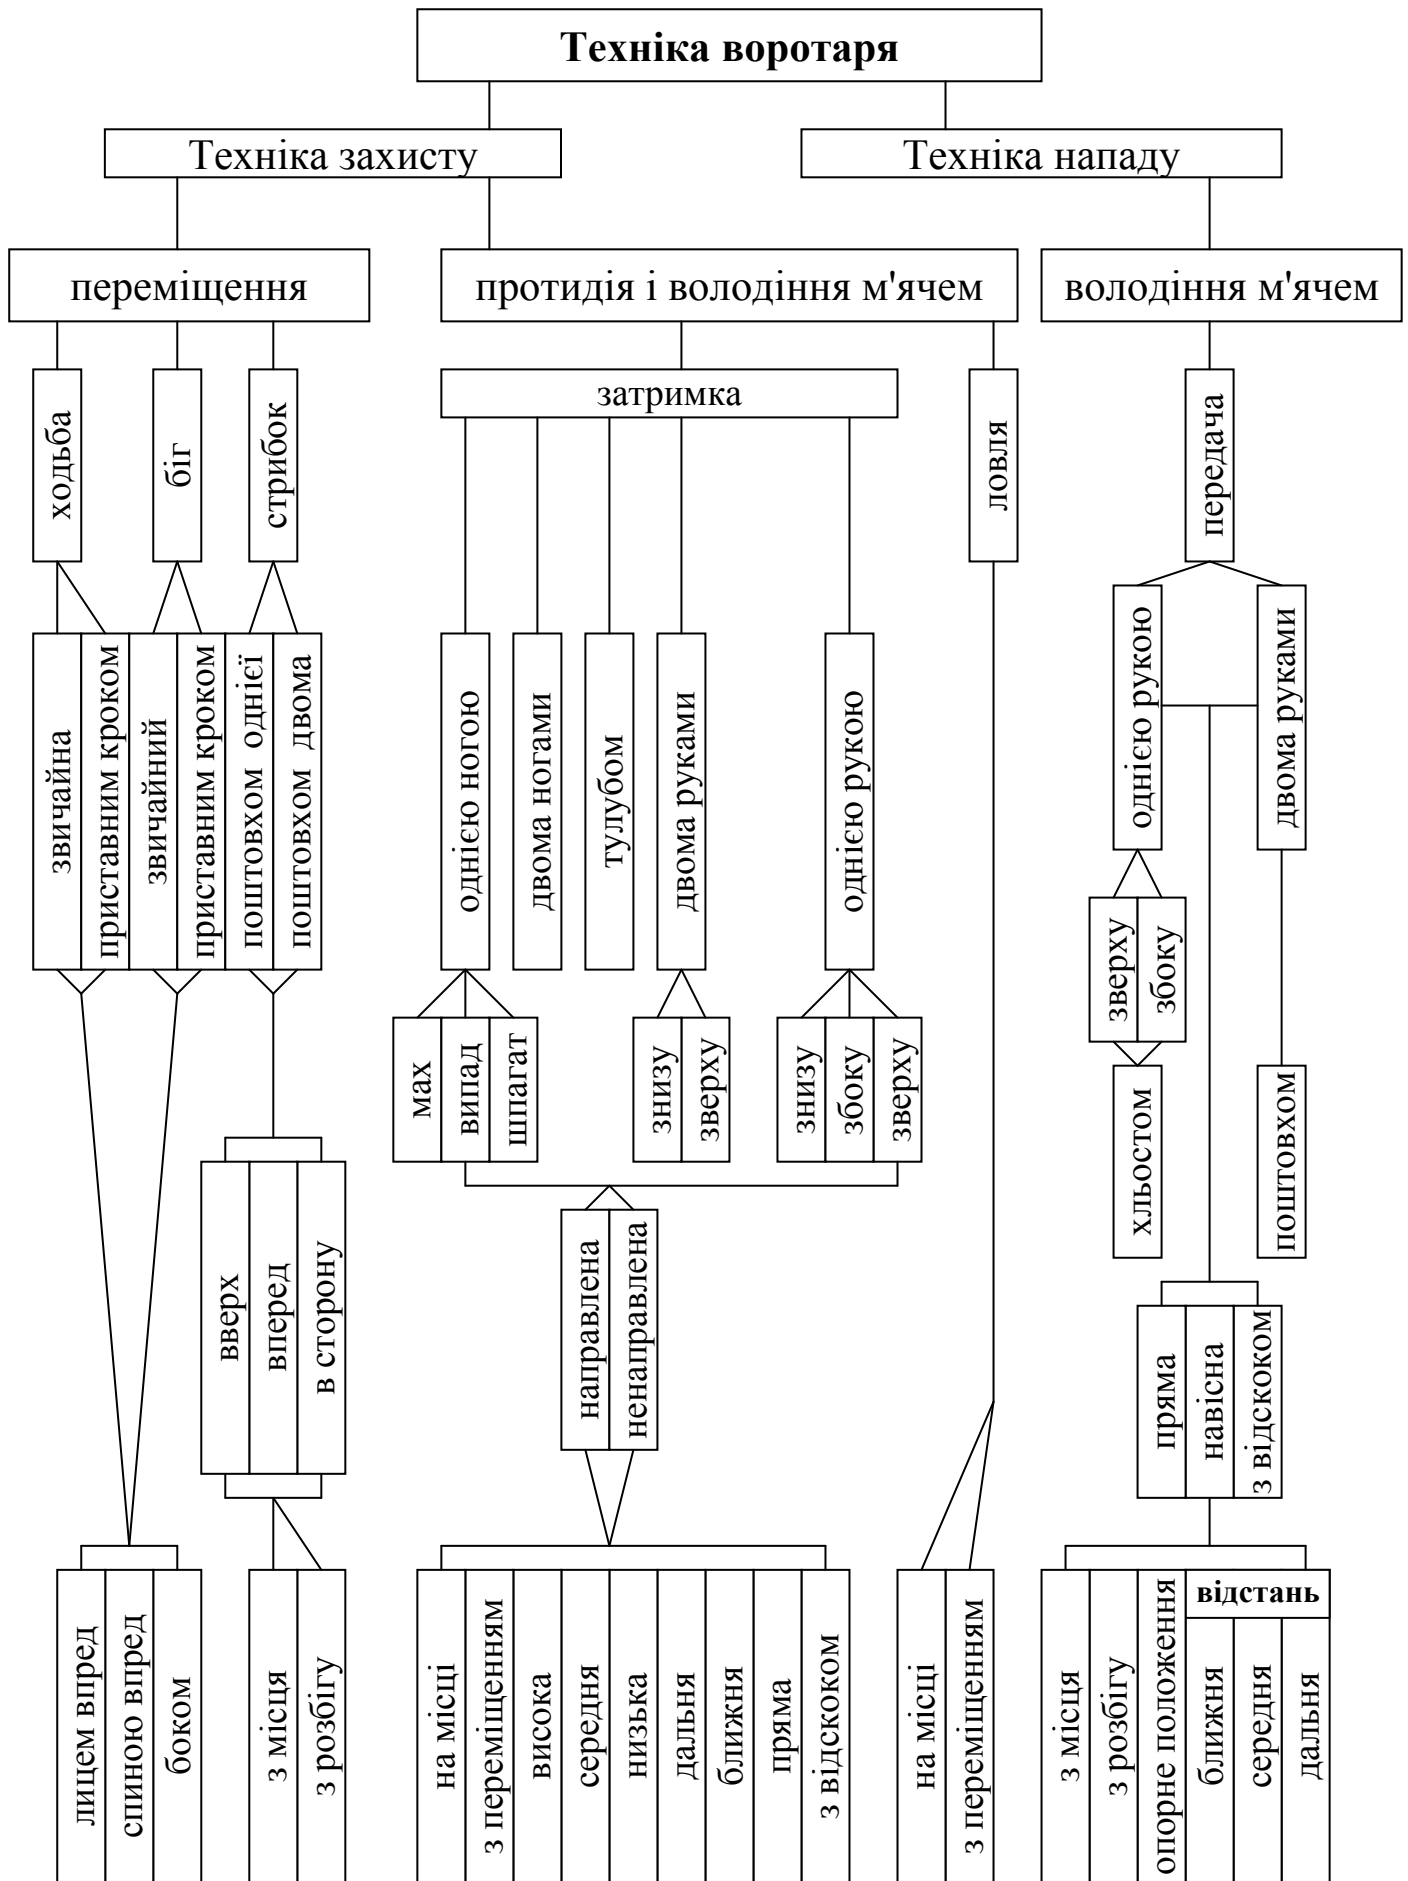 Техніка воротаря
Техніка захисту
Техніка нападу
переміщення
протидія і володіння м'ячем
володіння м'ячем
ходьба
біг
стрибок
затримка
ловля
передача
звичайна
приставним кроком
звичайний
приставним кроком
поштовхом однієї
поштовхом двома
однією ногою
двома ногами
тулубом
двома руками
однією рукою
однією рукою
двома руками
зверху
збоку
мах
випад
шпагат
знизу
зверху
знизу
збоку
зверху
хльостом
поштовхом
вверх
вперед
в сторону
направлена
ненаправлена
пряма
навісна
з відскоком
лицем впред
спиною впред
боком
з місця
з розбігу
на місці
з переміщенням
висока
середня
низька
дальня
ближня
пряма
з відскоком
на місці
з переміщенням
з місця
з розбігу
опорне положення
відстань
ближня
середня
дальня